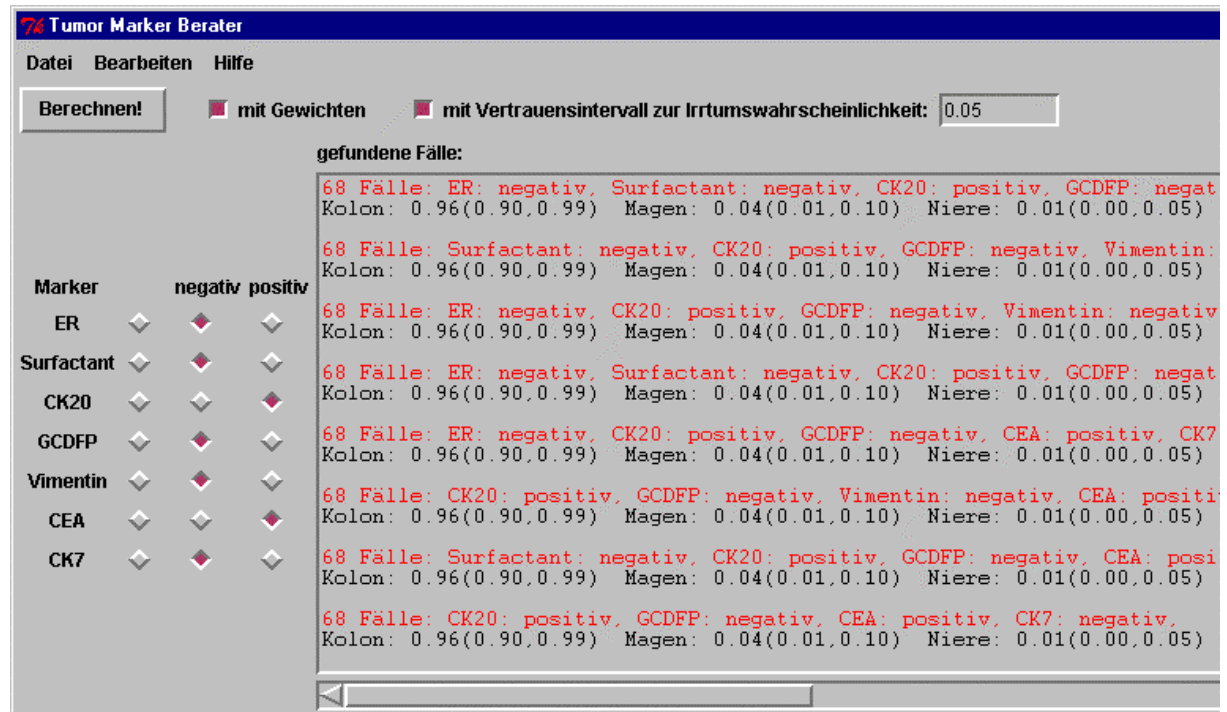 Tumor Marker Berater
Datei Bearbeiten Hilfe
Berechnen! mit Gewichten mit Vertrauensintervall zur Irrtumswahrscheinlichkeit: 0.05
gefundene Fälle:
68 Fälle: ER: negativ, Surfactant: negativ, CK20: positiv, GCDFP: negat
Kolon: 0.96(0.90,0.99) Magen: 0.04(0.01,0.10) Niere: 0.01(0.00,0.05)
68 Fälle: Surfactant: negativ, CK20: positiv, GCDFP: negativ, Vimentin:
Kolon: 0.96(0.90,0.99) Magen: 0.04(0.01,0.10) Niere: 0.01(0.00,0.05)
68 Fälle: ER: negativ, CK20: positiv, GCDFP: negativ, Vimentin: negativ
Kolon: 0.96(0.90,0.99) Magen: 0.04(0.01,0.10) Niere: 0.01(0.00,0.05)
68 Fälle: ER: negativ, Surfactant: negativ, CK20: positiv, GCDFP: negat
Kolon: 0.96(0.90,0.99) Magen: 0.04(0.01,0.10) Niere: 0.01(0.00,0.05)
68 Fälle: ER: negativ, CK20: positiv, GCDFP: negativ, CEA: positiv, CK7
Kolon: 0.96(0.90,0.99) Magen: 0.04(0.01,0.10) Niere: 0.01(0.00,0.05)
68 Fälle: CK20: positiv, GCDFP: negativ, Vimentin: negativ, CEA: positiv
Kolon: 0.96(0.90,0.99) Magen: 0.04(0.01,0.10) Niere: 0.01(0.00,0.05)
68 Fälle: Surfactant: negativ, CK20: positiv, GCDFP: negativ, CEA: posi
Kolon: 0.96(0.90,0.99) Magen: 0.04(0.01,0.10) Niere: 0.01(0.00,0.05)
68 Fälle: CK20: positiv, GCDFP: negativ, CEA: positiv, CK7: negativ,
Kolon: 0.96(0.90,0.99) Magen: 0.04(0.01,0.10) Niere: 0.01(0.00,0.05)
Marker negativ positiv
ER
Surfactant
CK20
GCDFP
Vimentin
CEA
CK7